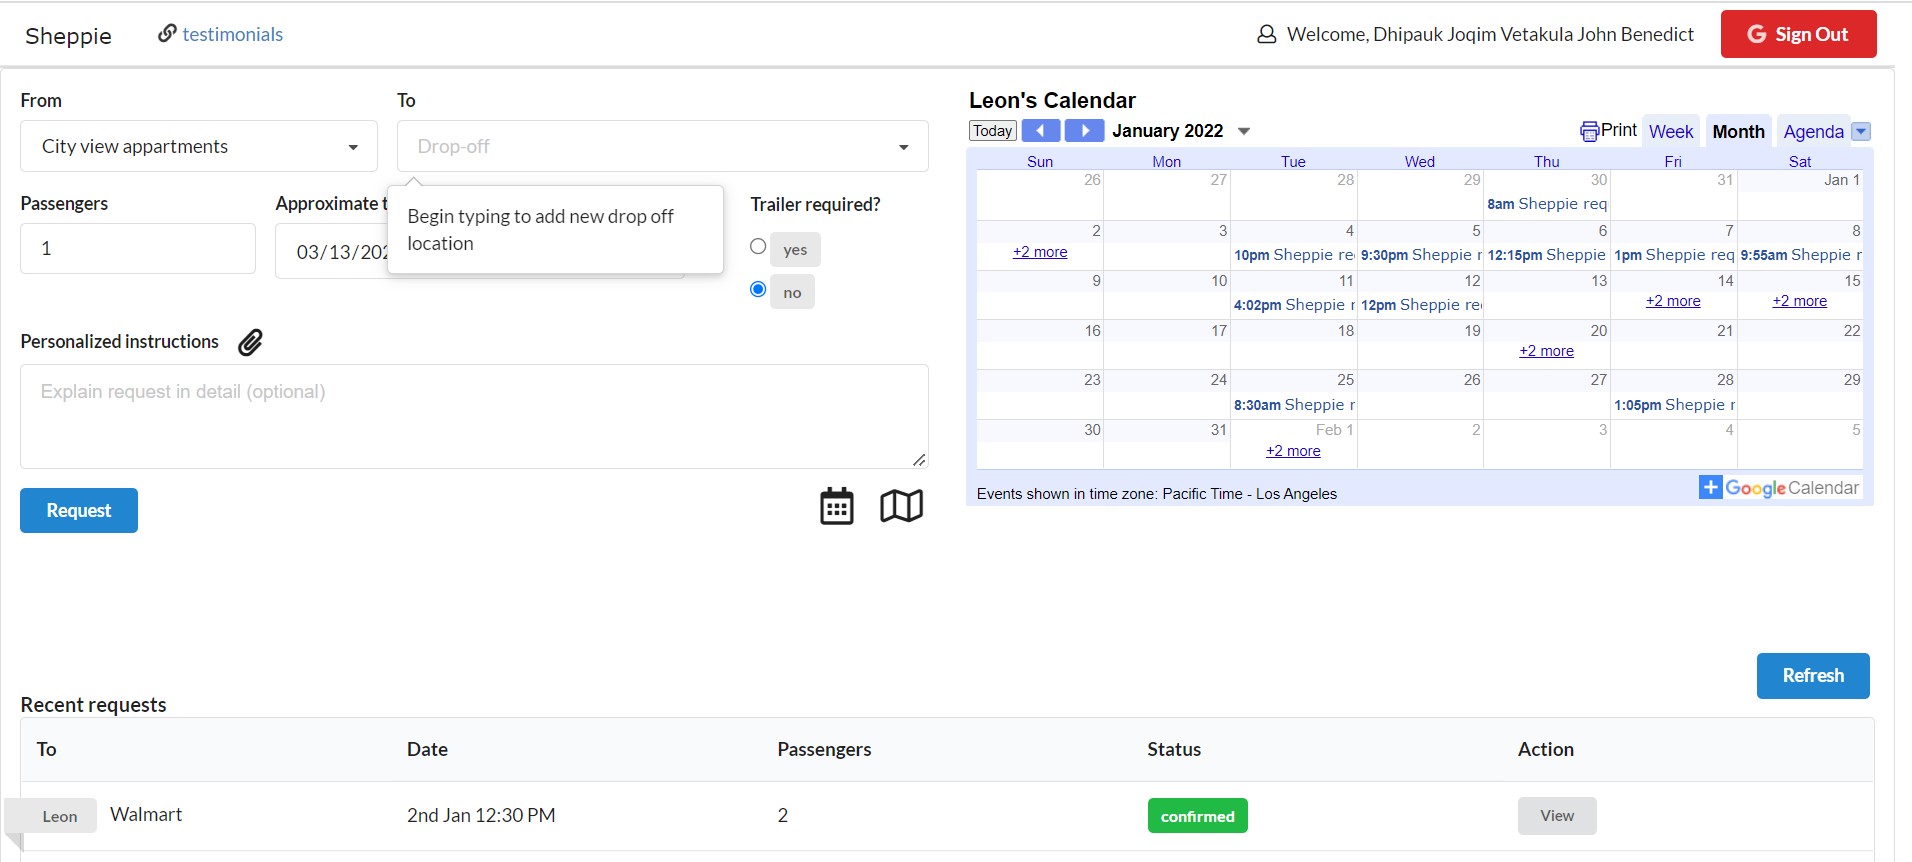 Sheppie
testimonials
Welcome, Dhipauk Joqim Vetakula John Benedict
Sign Out
From
To
City view appartments
Drop-off
Begin typing to add new drop off
location
Passengers
Approximate t
Trailer required?
1
03/13/202
yes
no
Personalized instructions
Explain request in detail (optional)
Request
Leon's Calendar
Today
January 2022
Print
Week
Month
Agenda
Sun Mon Tue Wed Thu Fri Sat
26 27 28 29 30 31 Jan 1
8am Sheppie req
2 3 4 5 6 7 8
+2 more 10pm Sheppie re 9:30pm Sheppie r 12:15pm Sheppie 1pm Sheppie req 9:55am Sheppie r
9 10 11 12 13 14 15
4:02pm Sheppie r 12pm Sheppie re +2 more +2 more
16 17 18 19 20 21 22
+2 more
23 24 25 26 27 28 29
8:30am Sheppie r 1:05pm Sheppie r
30 31 Feb 1 2 3 4 5
+2 more
Events shown in time zone: Pacific Time - Los Angeles
Google Calendar
Refresh
Recent requests
To Date Passengers Status Action
Leon Walmart 2nd Jan 12:30 PM 2 confirmed View